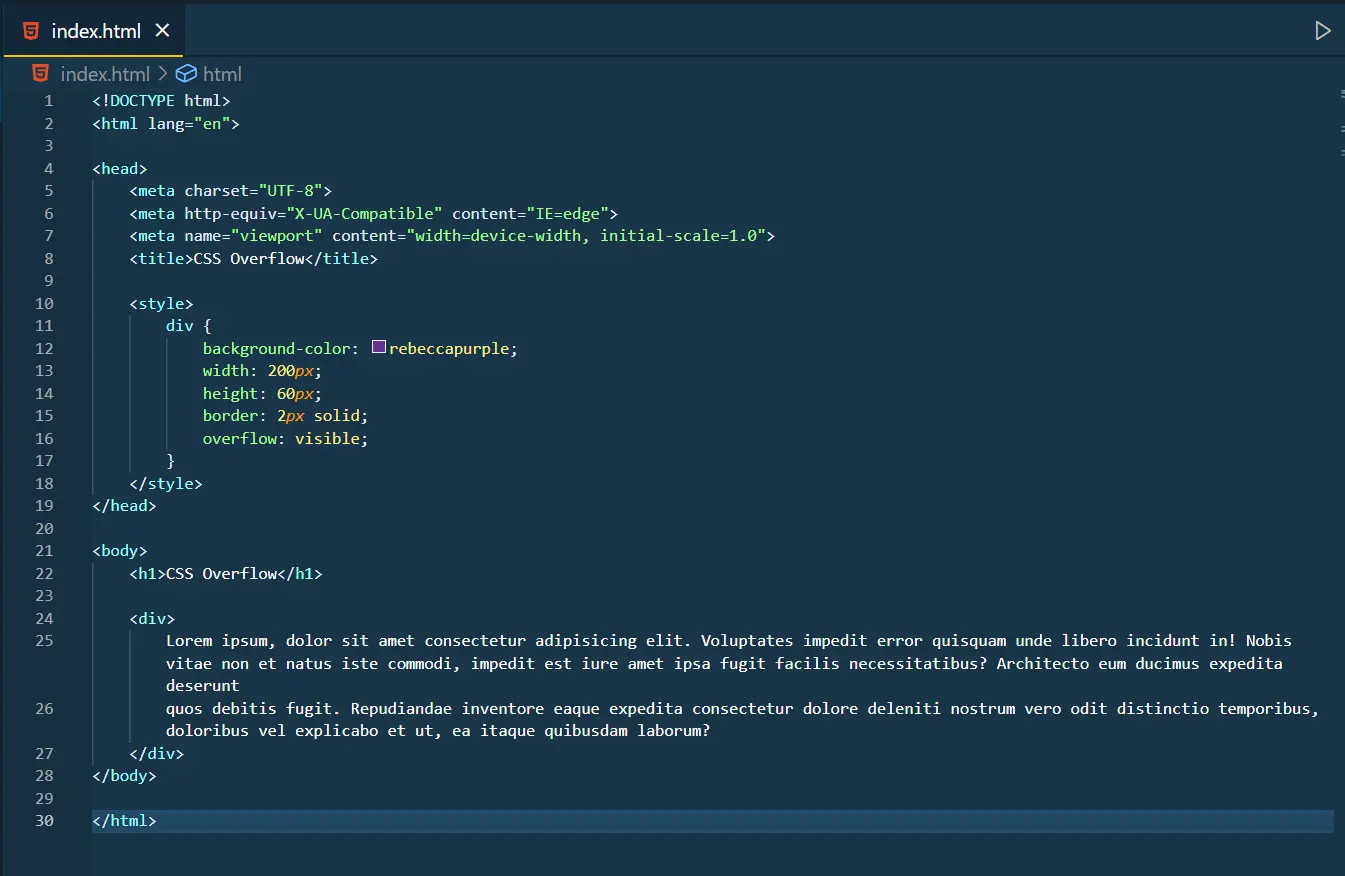 index.html
index.html > html
1 <!DOCTYPE html>
2 <html lang="en">
3
4 <head>
5     <meta charset="UTF-8">
6     <meta http-equiv="X-UA-Compatible" content="IE=edge">
7     <meta name="viewport" content="width=device-width, initial-scale=1.0">
8     <title>CSS Overflow</title>
9
10     <style>
11         div {
12             background-color: rebeccapurple;
13             width: 200px;
14             height: 60px;
15             border: 2px solid;
16             overflow: visible;
17         }
18     </style>
19 </head>
20
21 <body>
22     <h1>CSS Overflow</h1>
23
24     <div>
25         Lorem ipsum, dolor sit amet consectetur adipisicing elit. Voluptates impedit error quisquam unde libero incidunt in! Nobis
vitae non et natus iste commodi, impedit est iure amet ipsa fugit facilis necessitatibus? Architecto eum ducimus expedita
deserunt
26         quos debitis fugit. Repudiandae inventore eaque expedita consectetur dolore deleniti nostrum vero odit distinctio temporibus,
doloribus vel explicabo et ut, ea itaque quibusdam laborum?
27     </div>
28 </body>
29
30 </html>